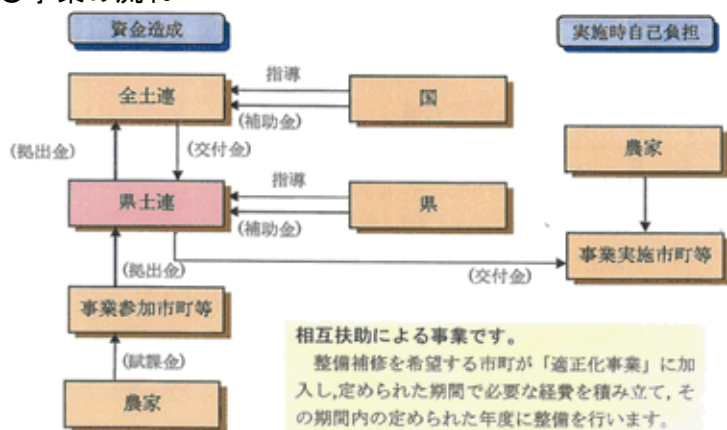 資金造成
実施時自己負担
全土連
指導
国
(補助金)
(拠出金)
(交付金)
農家
県土連
指導
県
(補助金)
事業実施市町等
(拠出金)
(交付金)
事業参加市町等
(賦課金)
農家
相互扶助による事業です。
整備補修を希望する市町が「適正化事業」に加
入し,定められた期間で必要な経費を積み立て,そ
の期間内の定められた年度に整備を行います。